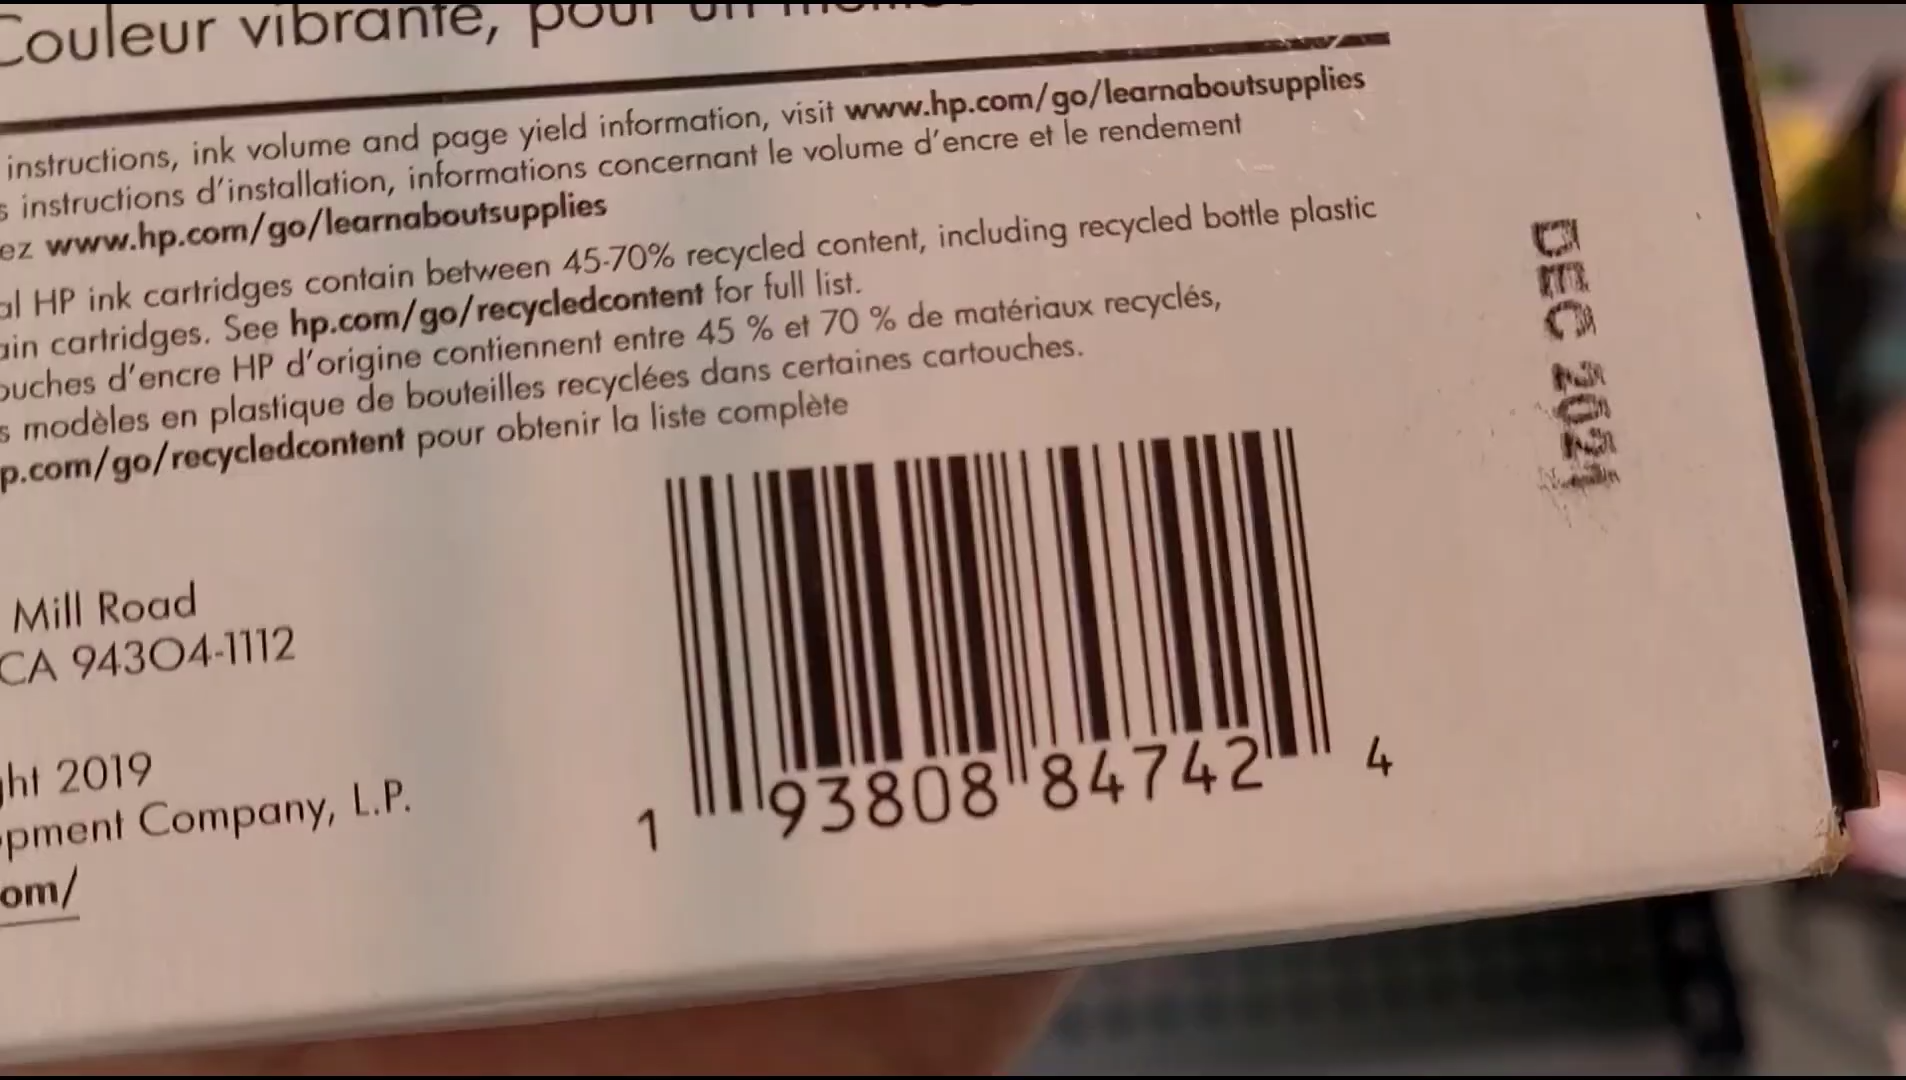 Couleur vibrante, pour un
instructions, ink volume and page yield information, visit www.hp.com/go/learnaboutsupplies
instructions d'installation, informations concernant le volume d'encre et le rendement
ez www.hp.com/go/learnaboutsupplies
al HP ink cartridges contain between 45-70% recycled content, including recycled bottle plastic
ain cartridges. See hp.com/go/recycledcontent for full list.
ouches d'encre HP d'origine contiennent entre 45 % et 70 % de matériaux recyclés,
s modèles en plastique de bouteilles recyclées dans certaines cartouches.
p.com/go/recycledcontent pour obtenir la liste complète
DEC 2021
Mill Road
CA 94304-1112
ght 2019
pment Company, L.P.
om/
1 93808 84742 4